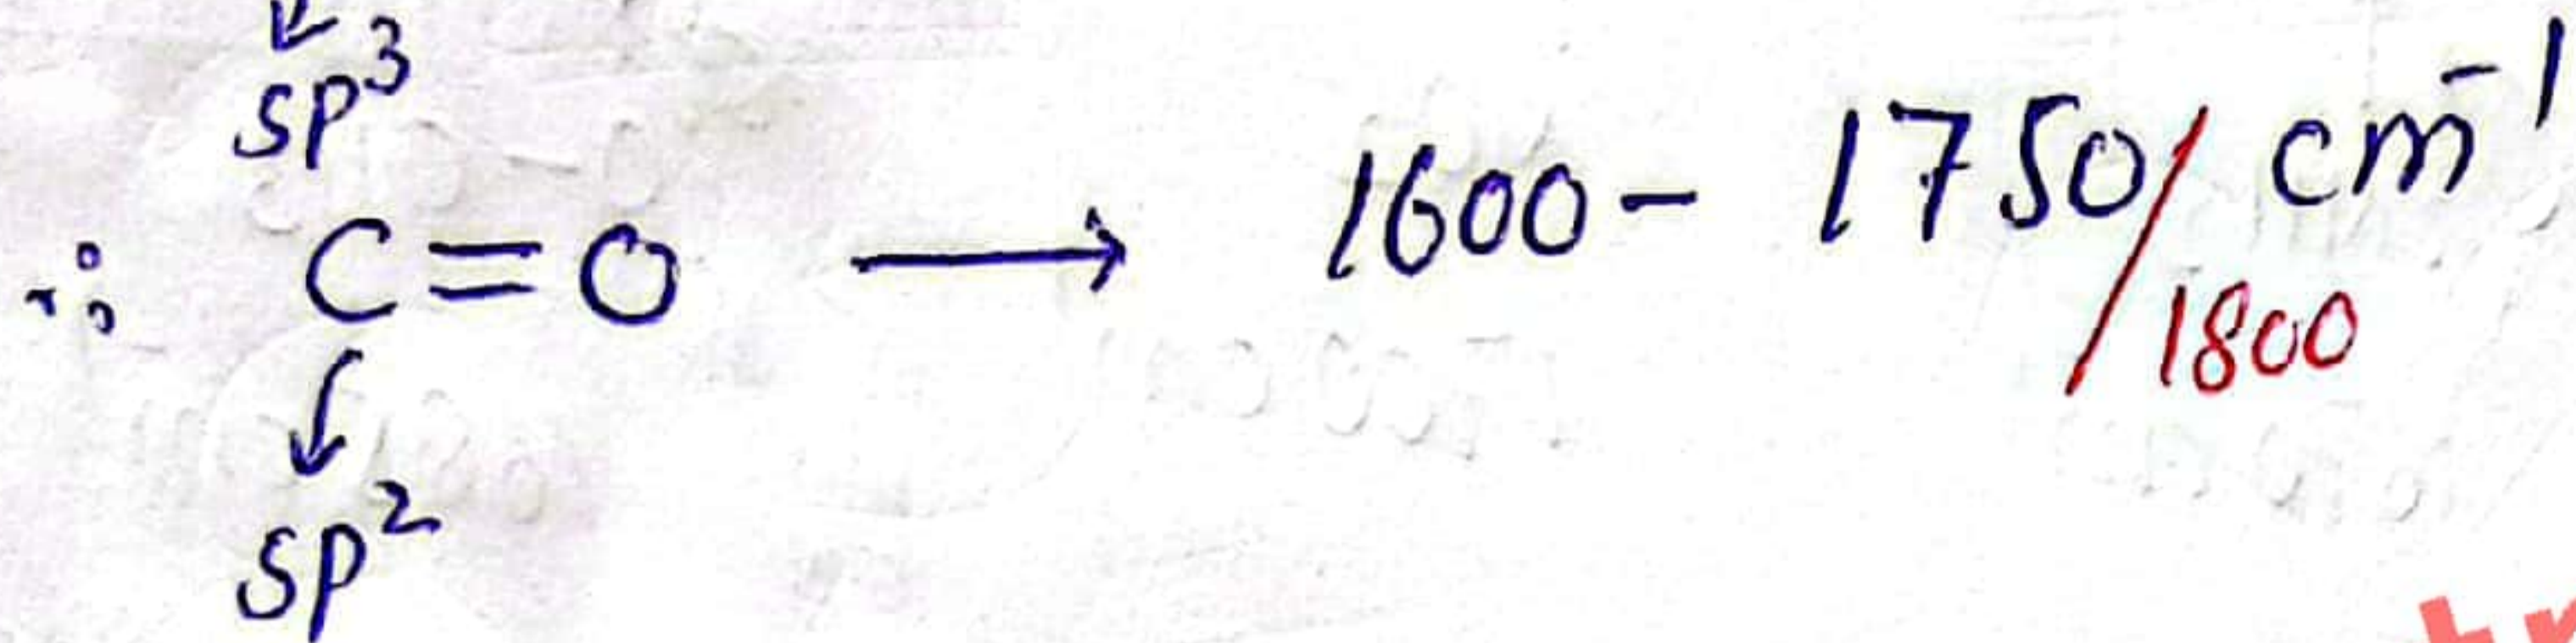 sp³
∴ C=O → 1600- 1750/ cm⁻¹
1800
sp²